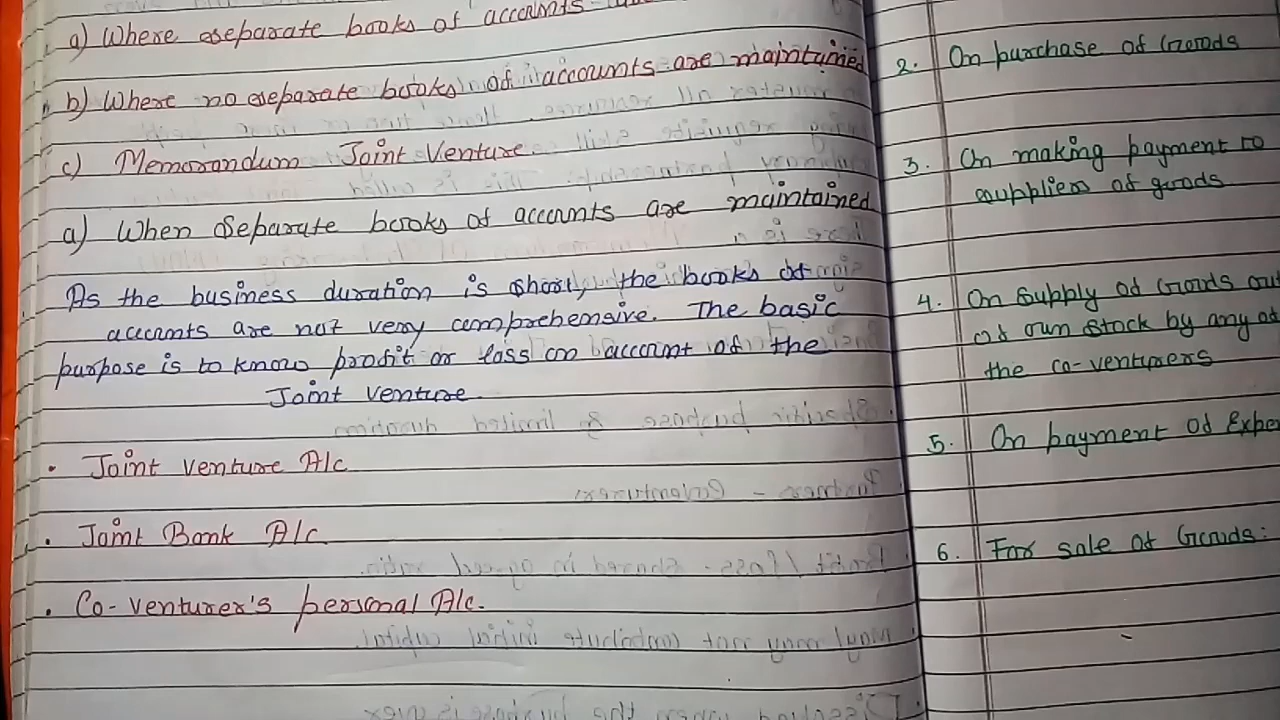 a) Where separate books of accounts
b) Where no separate books of accounts are maintained
c) Memorandum Joint Venture
a) When Separate books of accounts are maintained
As the business duration is short, the books of
accounts are not very comprehensive. The basic
purpose is to know profit or loss on account of the
Joint venture
• Joint venture A/c
• Joint Bank A/c.
• Co-venturer's personal A/c.
2. On purchase of Goods
3. On making payment to
suppliers of goods
4. On Supply of Goods out
of own stock by any of
the co-venturers
5. On payment of Expe
6. For sale of Goods: